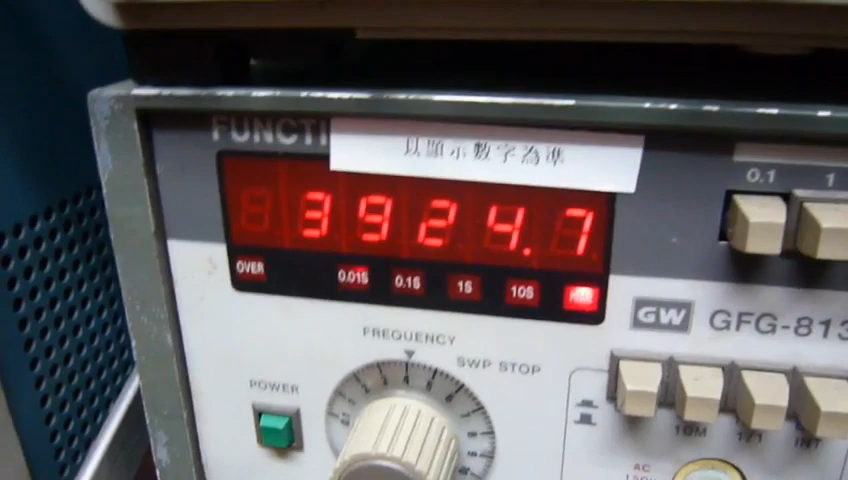 FUNCTI
以顯示數字為準
3924.7
OVER 0.01S 0.1S 1S 10S
0.1 1
GW GFG-813
FREQUENCY
SWP STOP
POWER
10M 1/1 INT
AC